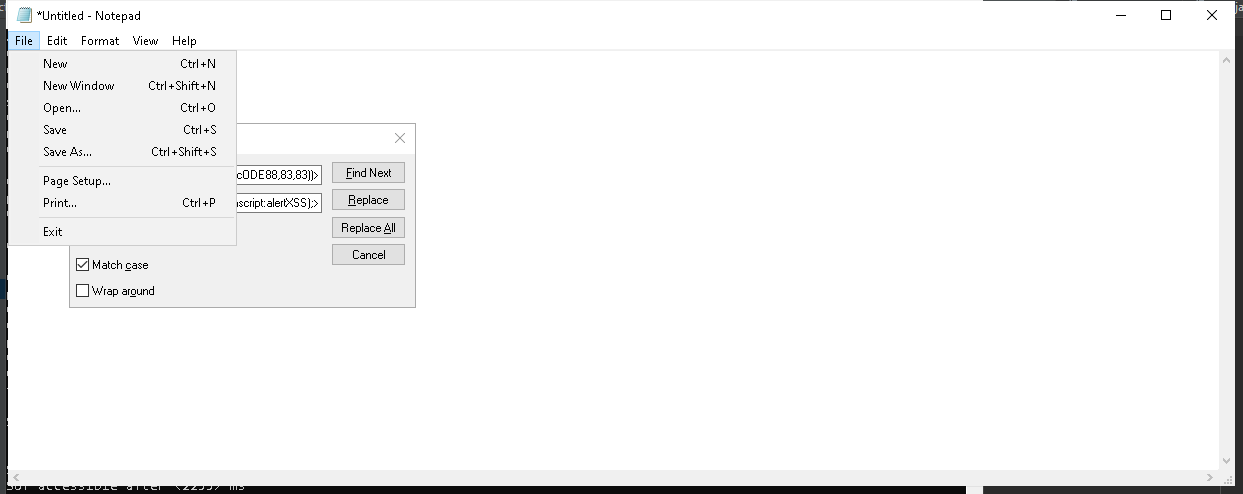 *Untitled - Notepad
File Edit Format View Help
New Ctrl+N
New Window Ctrl+Shift+N
Open... Ctrl+O
Save Ctrl+S
Save As... Ctrl+Shift+S
Page Setup...
Print... Ctrl+P
Exit
cODE88,83,83))> Find Next
script:alertXSS);> Replace
Replace All
Cancel
Match case
Wrap around
accessible after <2255> ms